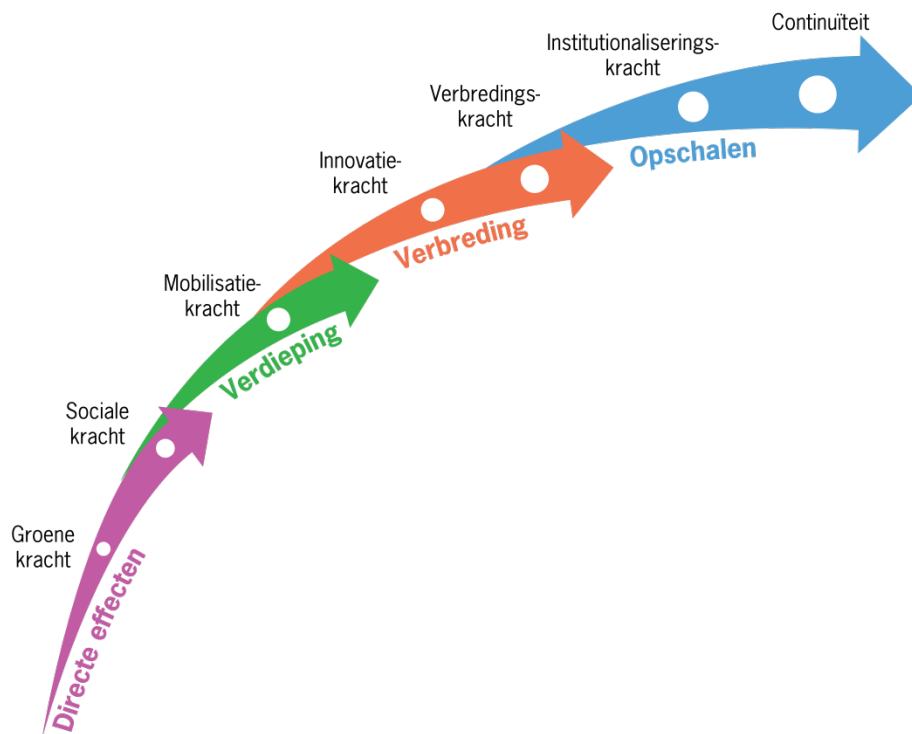 Continuïteit
Institutionaliserings-
kracht
Verbredings-
kracht
Opschalen
Innovatie-
kracht
Verbreding
Mobilisatie-
kracht
Verdieping
Sociale
kracht
Groene
kracht
Directe effecten